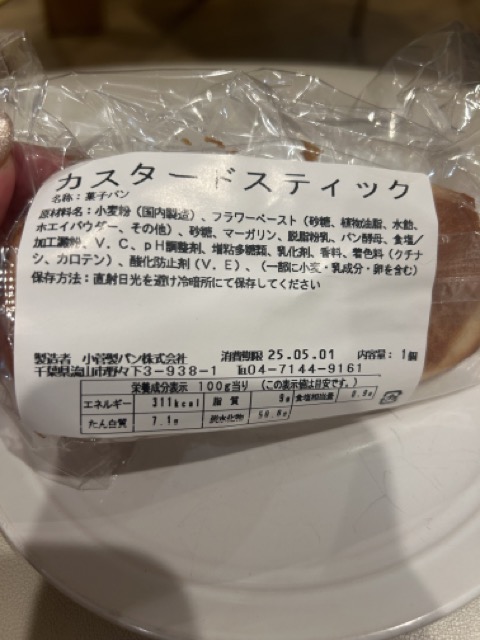 カスタードスティック
名称：菓子パン
原材料名：小麦粉（国内製造）、フラワーペースト（砂糖、植物油脂、水飴、
ホエイパウダー、その他）、砂糖、マーガリン、脱脂粉乳、パン酵母、食塩／
加工澱粉、V．C、pH調整剤、増粘多糖類、乳化剤、香料、着色料（クチナ
シ、カロテン）、酸化防止剤（V．E）、（一部に小麦・乳成分・卵を含む）
保存方法：直射日光を避け冷暗所にて保存してください
製造者 小菅製パン株式会社 消費期限 25.05.01 内容量：1個
千葉県流山市野々下3-938-1 ℡04-7144-9161
栄養成分表示 100g当り （この表示値は目安です。）
エネルギー 311kcal 脂質 9g 食塩相当量 0.9g
たん白質 7.1g 炭水化物 50.8g